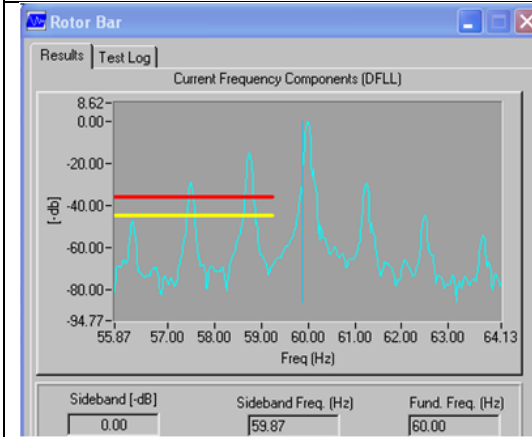 Rotor Bar
Results Test Log
Current Frequency Components (DFLL)
8.62
0.00
-20.00
-40.00
-60.00
-80.00
-94.77
[-db]
55.87 57.00 58.00 59.00 60.00 61.00 62.00 63.00 64.13
Freq (Hz)
Sideband [-dB] Sideband Freq. (Hz) Fund. Freq. (Hz)
0.00 59.87 60.00